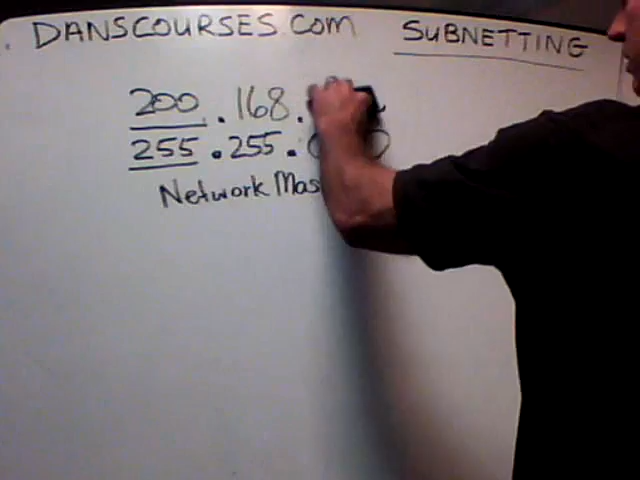 DANSCOURSES.COM
SUBNETTING
200.168.
255.255.
Network Mas